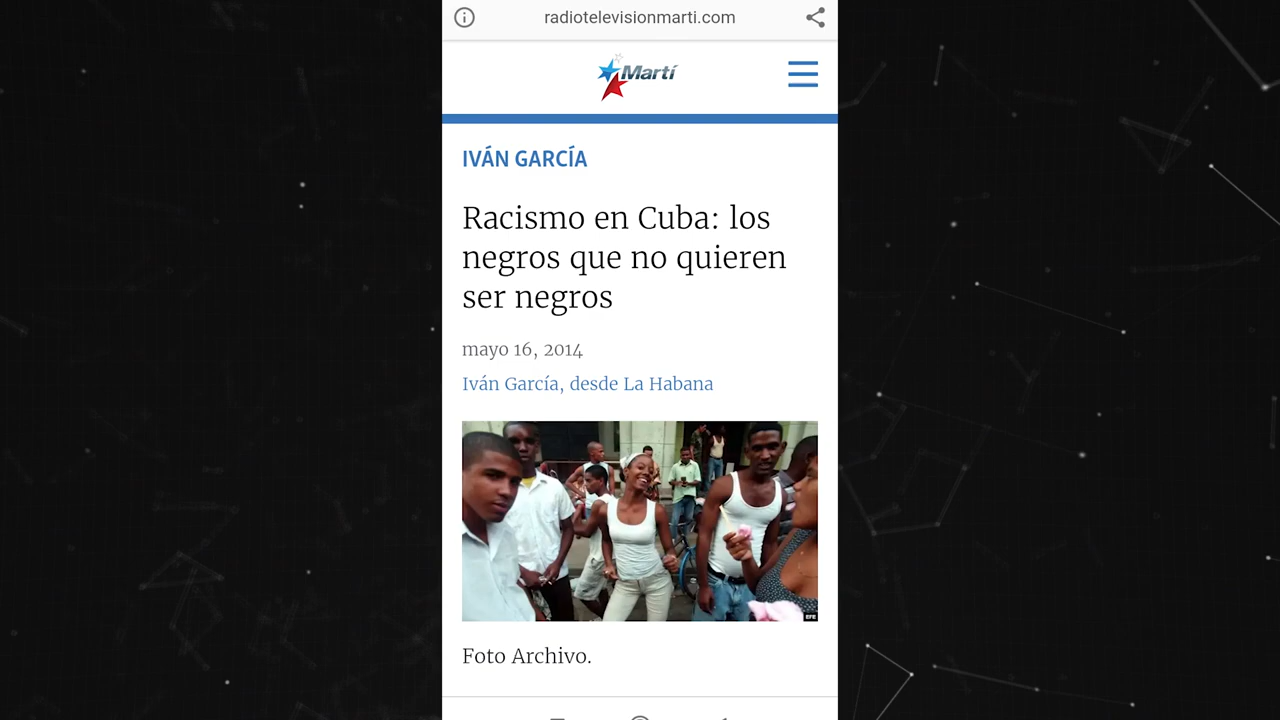 radiotelevisionmarti.com
Martí
IVÁN GARCÍA
Racismo en Cuba: los
negros que no quieren
ser negros
mayo 16, 2014
Iván García, desde La Habana
EFE
Foto Archivo.